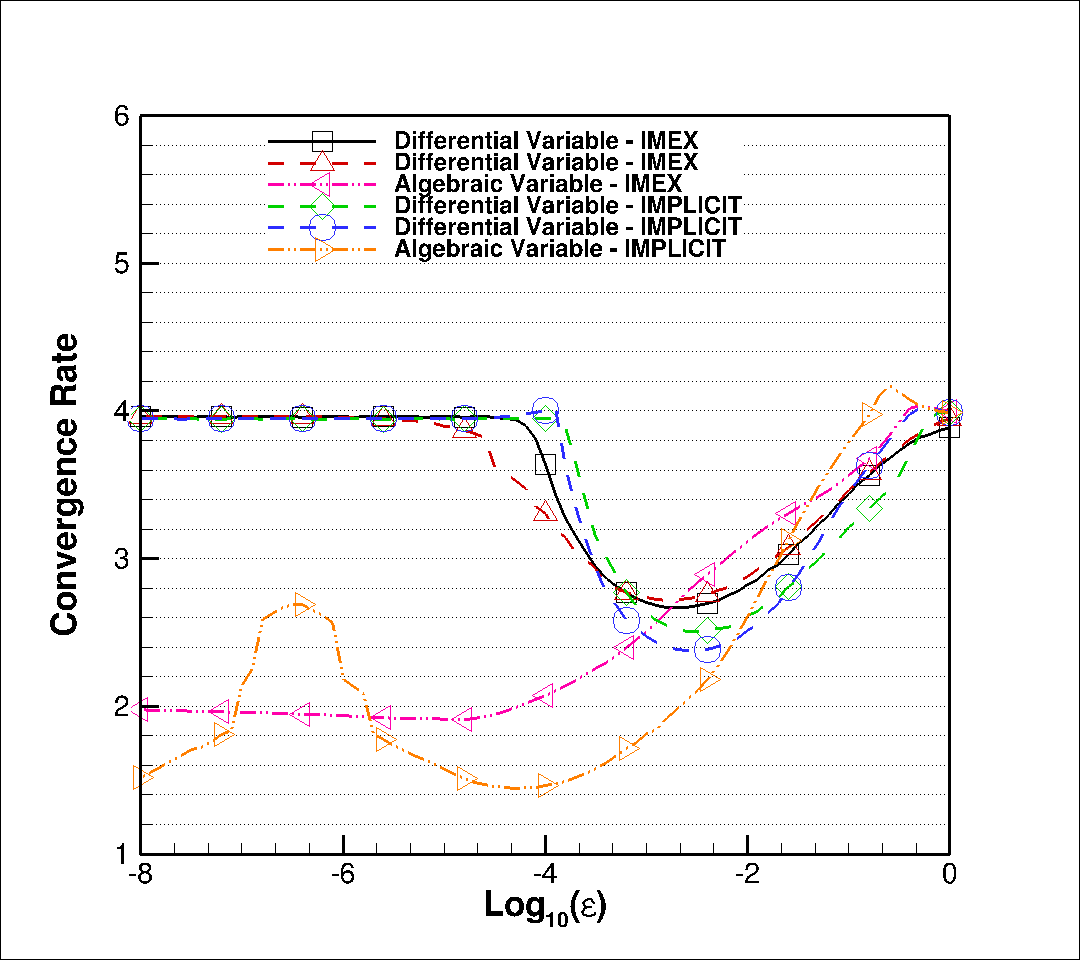 6
Differential Variable - IMEX
Differential Variable - IMEX
Algebraic Variable - IMEX
Differential Variable - IMPLICIT
Differential Variable - IMPLICIT
Algebraic Variable - IMPLICIT
5
4
3
2
1
Convergence Rate
-8 -6 -4 -2 0
Log10(ε)